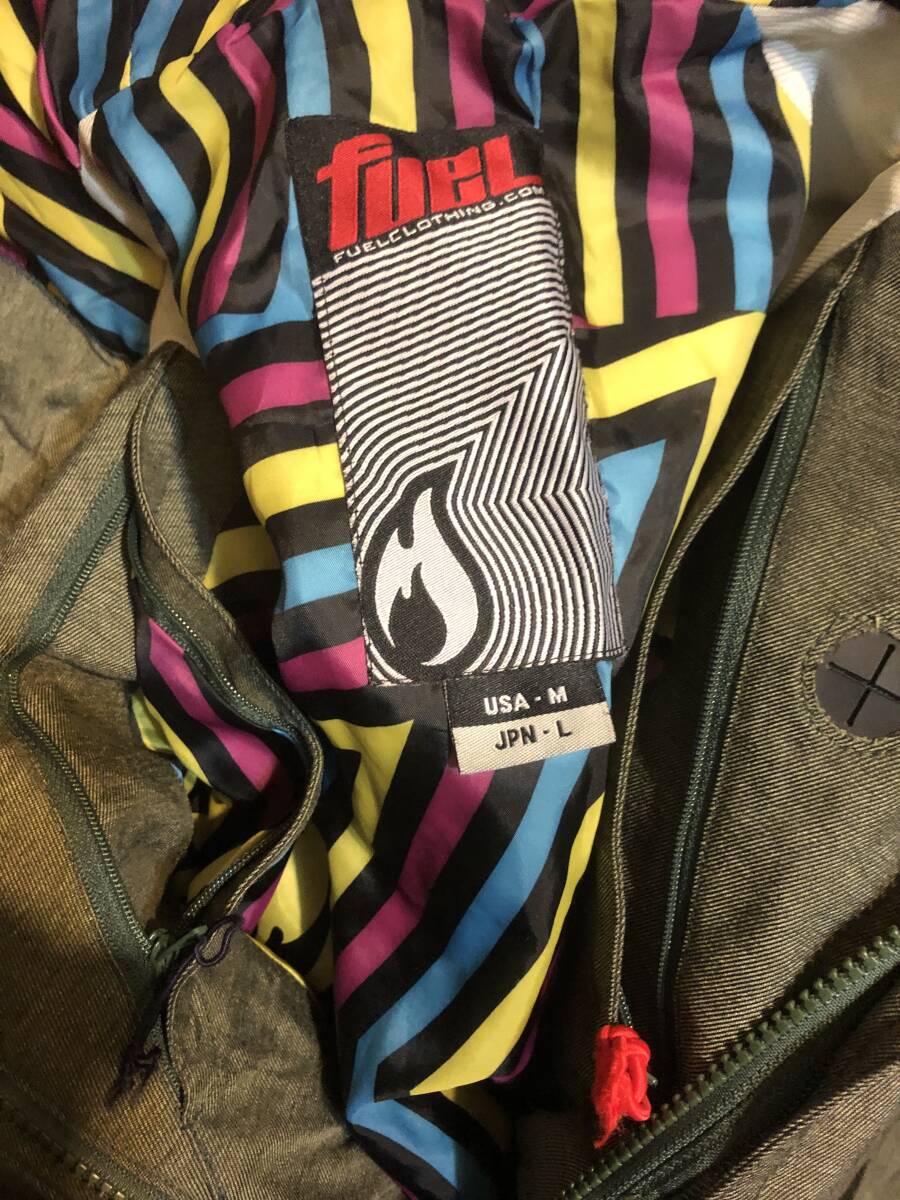 fuel
FUELCLOTHING.COM
USA - M
JPN - L